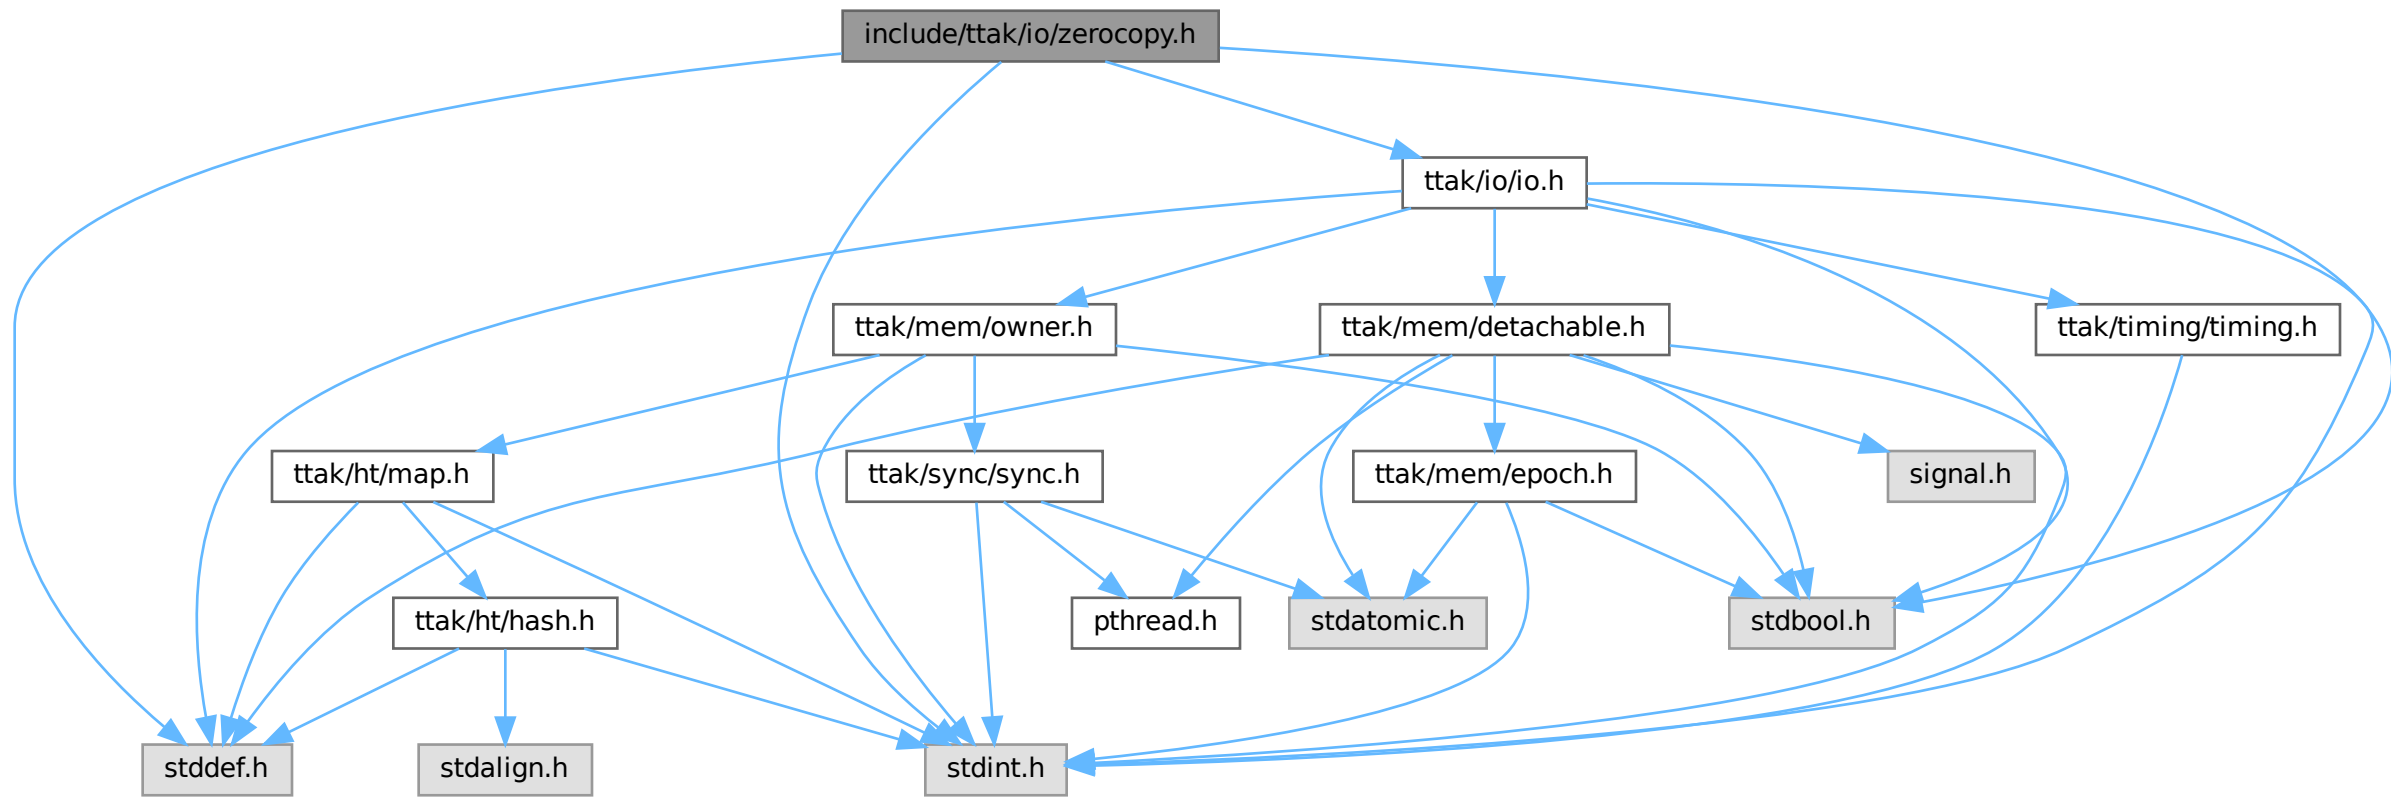 include/ttak/io/zerocopy.h
ttak/io/io.h
ttak/mem/owner.h
ttak/mem/detachable.h
ttak/timing/timing.h
ttak/ht/map.h
ttak/sync/sync.h
ttak/mem/epoch.h
signal.h
ttak/ht/hash.h
pthread.h
stdatomic.h
stdbool.h
stddef.h
stdalign.h
stdint.h